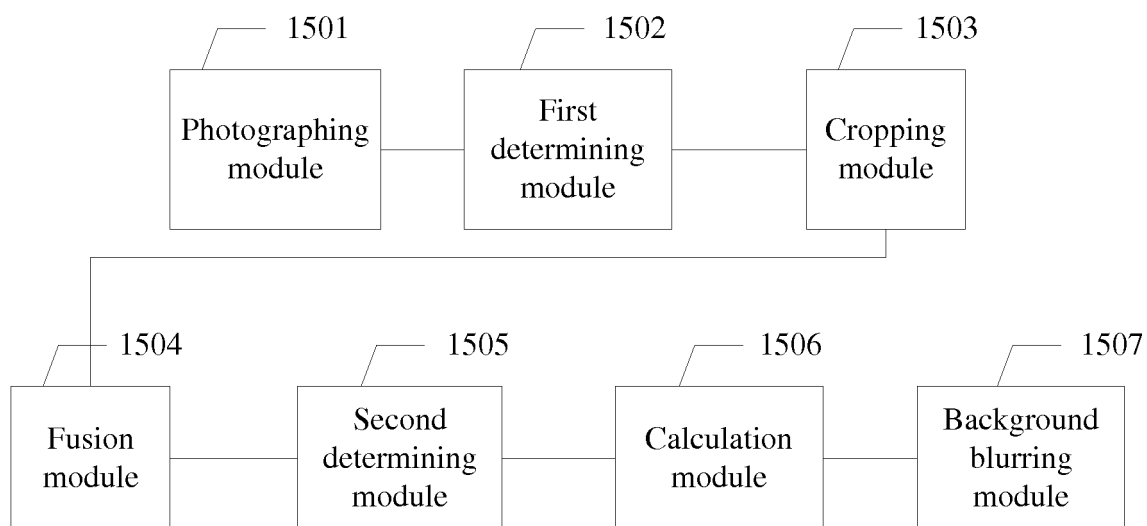 1501
1502
1503
Photographing
module
First
determining
module
Cropping
module
1504
1505
1506
1507
Fusion
module
Second
determining
module
Calculation
module
Background
blurring
module